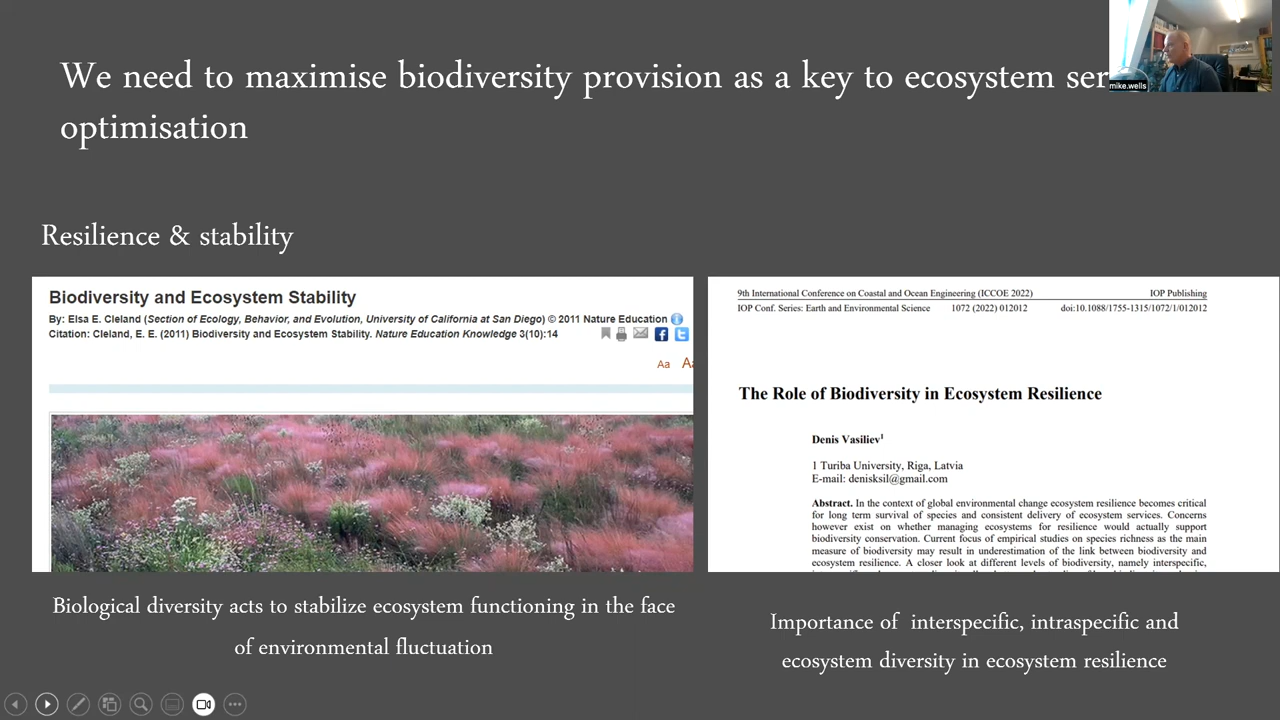 We need to maximise biodiversity provision as a key to ecosystem
optimisation
mike.wells
Resilience & stability
Biodiversity and Ecosystem Stability
By: Elsa E. Cleland (Section of Ecology, Behavior, and Evolution, University of California at San Diego) © 2011 Nature Education
Citation: Cleland, E. E. (2011) Biodiversity and Ecosystem Stability. Nature Education Knowledge 3(10):14
Aa Aa
9th International Conference on Coastal and Ocean Engineering (ICCOE 2022) IOP Publishing
IOP Conf. Series: Earth and Environmental Science 1072 (2022) 012012 doi:10.1088/1755-1315/1072/1/012012
The Role of Biodiversity in Ecosystem Resilience
Denis Vasiliev1
1 Turiba University, Riga, Latvia
E-mail: denisksil@gmail.com
Abstract. In the context of global environmental change ecosystem resilience becomes critical
for long term survival of species and consistent delivery of ecosystem services. Concerns
however exist on whether managing ecosystems for resilience would actually support
biodiversity conservation. Current focus of empirical studies on species richness as the main
measure of biodiversity may result in underestimation of the link between biodiversity and
ecosystem resilience. A closer look at different levels of biodiversity, namely interspecific,
Biological diversity acts to stabilize ecosystem functioning in the face
of environmental fluctuation
Importance of interspecific, intraspecific and
ecosystem diversity in ecosystem resilience